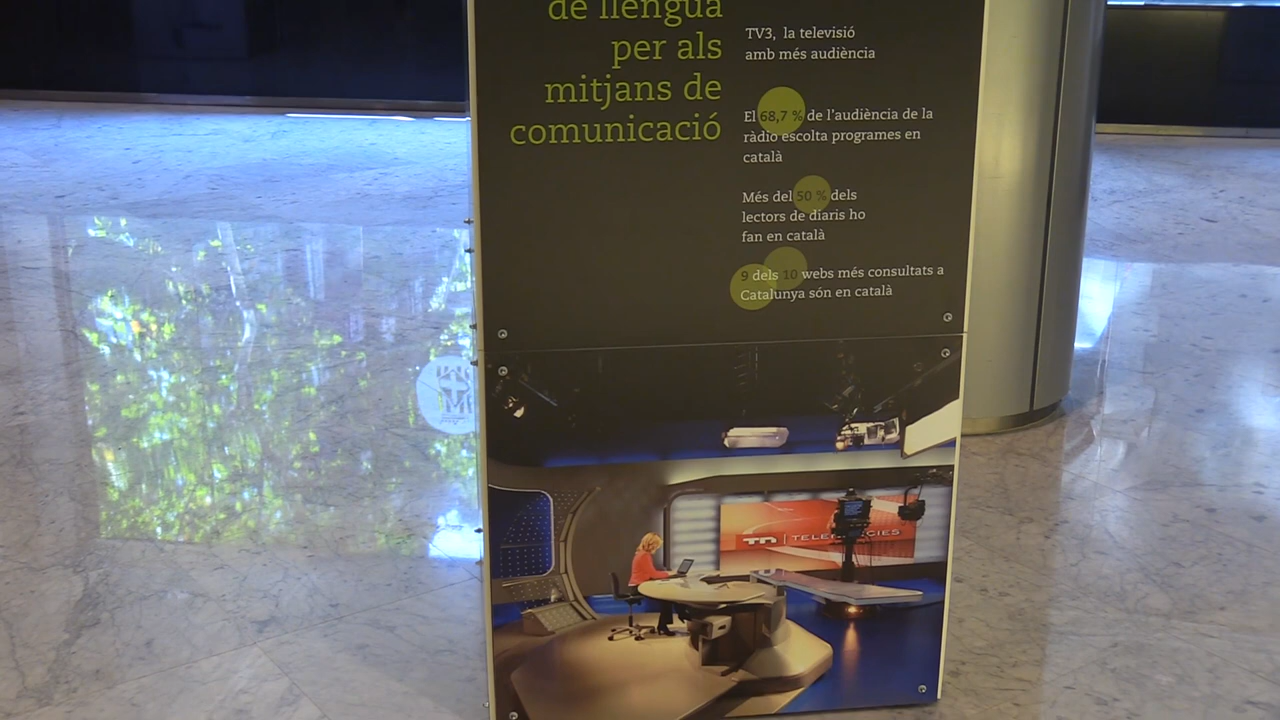 de llengua
per als
mitjans de
comunicació
TV3, la televisió
amb més audiència
El 68,7 % de l'audiència de la
ràdio escolta programes en
català
Més del 50 % dels
lectors de diaris ho
fan en català
9 dels 10 webs més consultats a
Catalunya són en català
TN | TELENOTÍCIES